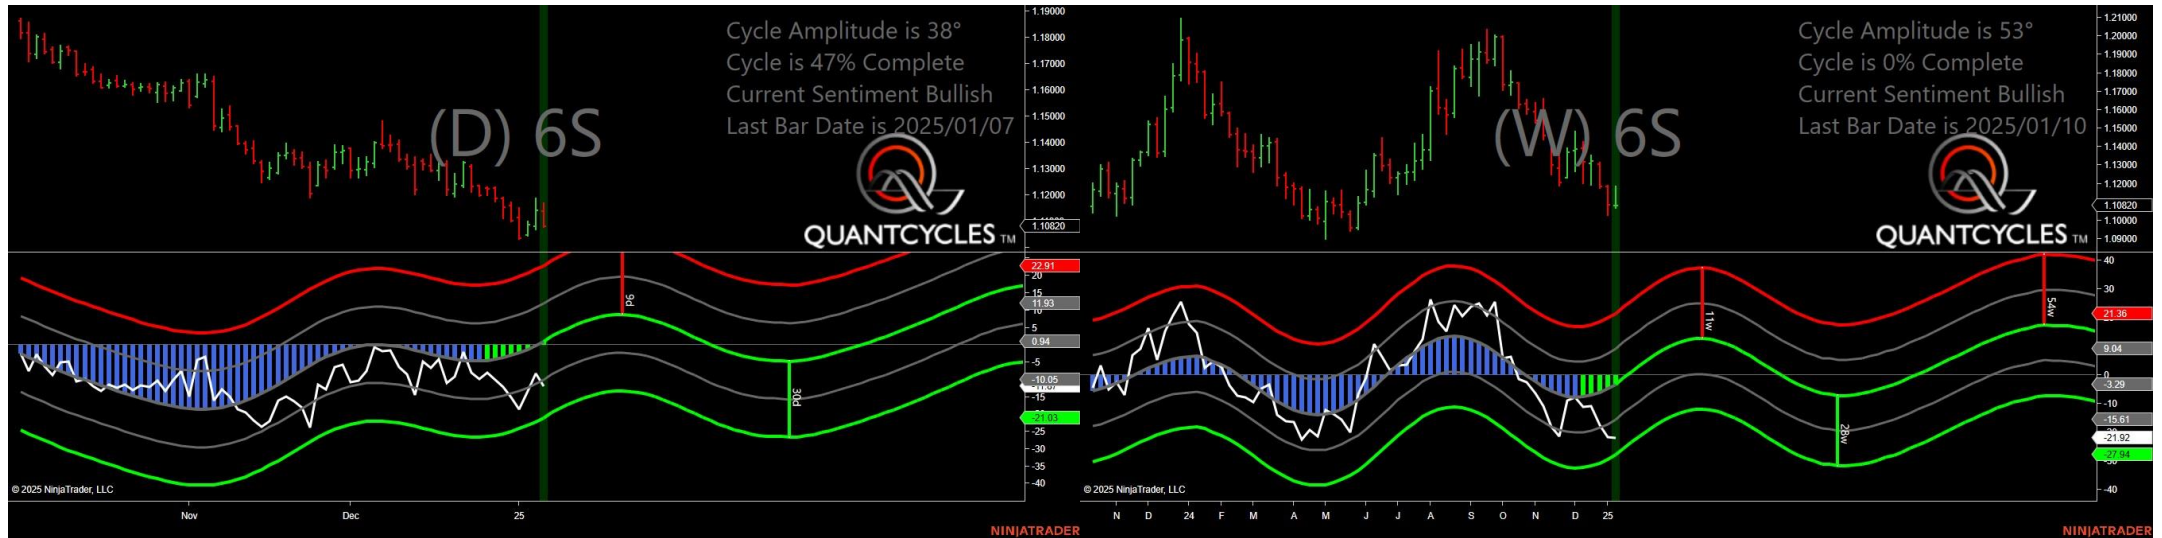 Cycle Amplitude is 38°
Cycle is 47% Complete
Current Sentiment Bullish
Last Bar Date is 2025/01/07
(D) 6S
QUANTCYCLES TM
1.19000
1.18000
1.17000
1.16000
1.15000
1.14000
1.13000
1.12000
1.10820
22.91
20
15
11.93
10
5
0.94
-5
-10.05
-15
-21.03
-25
-30
-35
-40
9d
30d
© 2025 NinjaTrader, LLC
Nov
Dec
25
NINJATRADER
Cycle Amplitude is 53°
Cycle is 0% Complete
Current Sentiment Bullish
Last Bar Date is 2025/01/10
(W) 6S
QUANTCYCLES TM
1.21000
1.20000
1.19000
1.18000
1.17000
1.16000
1.15000
1.14000
1.13000
1.12000
1.10820
1.10000
1.09000
40
30
21.36
9.04
0
-3.29
-10
-15.61
-21.92
-27.94
-40
11w
28w
54w
© 2025 NinjaTrader, LLC
N
D
24
F
M
A
M
J
J
A
S
O
N
D
25
NINJATRADER